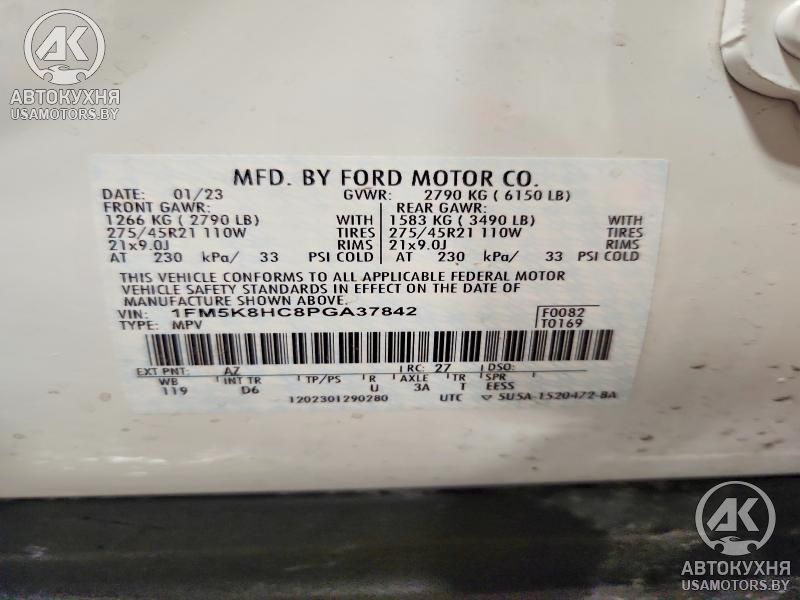 AK
АВТОКУХНЯ
USAMOTORS.BY
MFD. BY FORD MOTOR CO.
DATE: 01/23 GVWR: 2790 KG ( 6150 LB)
FRONT GAWR: REAR GAWR:
1266 KG ( 2790 LB) WITH 1583 KG ( 3490 LB) WITH
275/45R21 110W TIRES 275/45R21 110W TIRES
21x9.0J RIMS 21x9.0J RIMS
AT 230 kPa/ 33 PSI COLD AT 230 kPa/ 33 PSI COLD
THIS VEHICLE CONFORMS TO ALL APPLICABLE FEDERAL MOTOR
VEHICLE SAFETY STANDARDS IN EFFECT ON THE DATE OF
MANUFACTURE SHOWN ABOVE.
VIN: 1FM5K8HC8PGA37842 F0082
TYPE: MPV T0169
EXT PNT: AZ RC: 27 DSO:
WB INT TR TP/PS R AXLE TR SPR
119 D6 U 3A T EESS
1202301290280 UTC ▽ 5U5A-1520472-BA
AK
АВТОКУХНЯ
USAMOTORS.BY